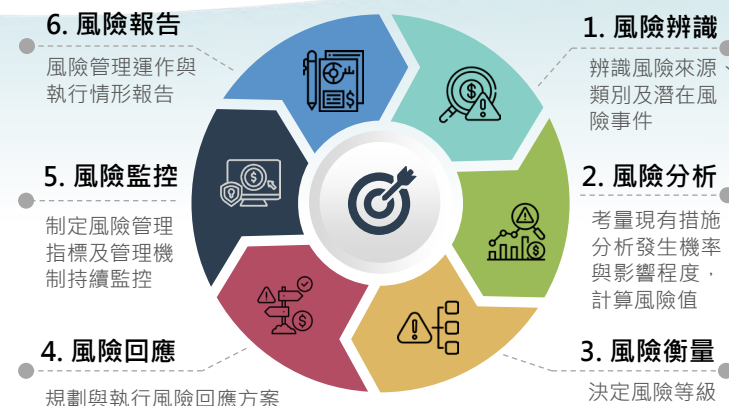 1. 風險辨識
辨識風險來源
類別及潛在風
險事件
2. 風險分析
考量現有措施
分析發生機率
與影響程度，
計算風險值
3. 風險衡量
決定風險等級
4. 風險回應
規劃與執行風險回應方案
5. 風險監控
制定風險管理
指標及管理機
制持續監控
6. 風險報告
風險管理運作與
執行情形報告